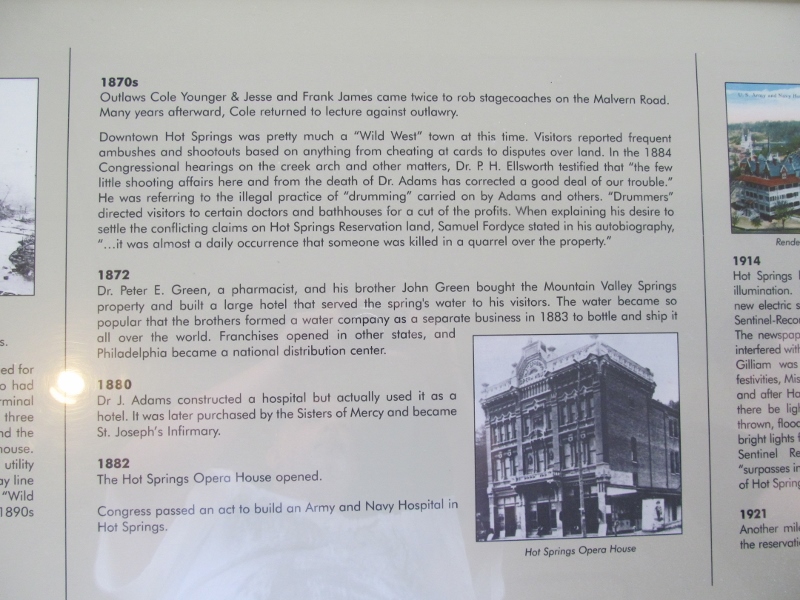 s.
ed for
o had
rminal
three
nd the
house.
utility
ay line
"Wild
1890s
1870s
Outlaws Cole Younger & Jesse and Frank James came twice to rob stagecoaches on the Malvern Road.
Many years afterward, Cole returned to lecture against outlawry.
Downtown Hot Springs was pretty much a "Wild West" town at this time. Visitors reported frequent
ambushes and shootouts based on anything from cheating at cards to disputes over land. In the 1884
Congressional hearings on the creek arch and other matters, Dr. P. H. Ellsworth testified that "the few
little shooting affairs here and from the death of Dr. Adams has corrected a good deal of our trouble."
He was referring to the illegal practice of "drumming" carried on by Adams and others. "Drummers"
directed visitors to certain doctors and bathhouses for a cut of the profits. When explaining his desire to
settle the conflicting claims on Hot Springs Reservation land, Samuel Fordyce stated in his autobiography,
"...it was almost a daily occurrence that someone was killed in a quarrel over the property."
1872
Dr. Peter E. Green, a pharmacist, and his brother John Green bought the Mountain Valley Springs
property and built a large hotel that served the spring's water to his visitors. The water became so
popular that the brothers formed a water company as a separate business in 1883 to bottle and ship it
all over the world. Franchises opened in other states, and
Philadelphia became a national distribution center.
1880
Dr J. Adams constructed a hospital but actually used it as a
hotel. It was later purchased by the Sisters of Mercy and became
St. Joseph's Infirmary.
1882
The Hot Springs Opera House opened.
Congress passed an act to build an Army and Navy Hospital in
Hot Springs.
Hot Springs Opera House
Rende
1914
Hot Springs
illumination.
new electric s
Sentinel-Reco
The newspap
interfered with
Gilliam was
festivities, Mis
and after Ha
there be ligh
thrown, flood
bright lights f
Sentinel Re
"surpasses in
of Hot Spring
1921
Another mile
the reservati